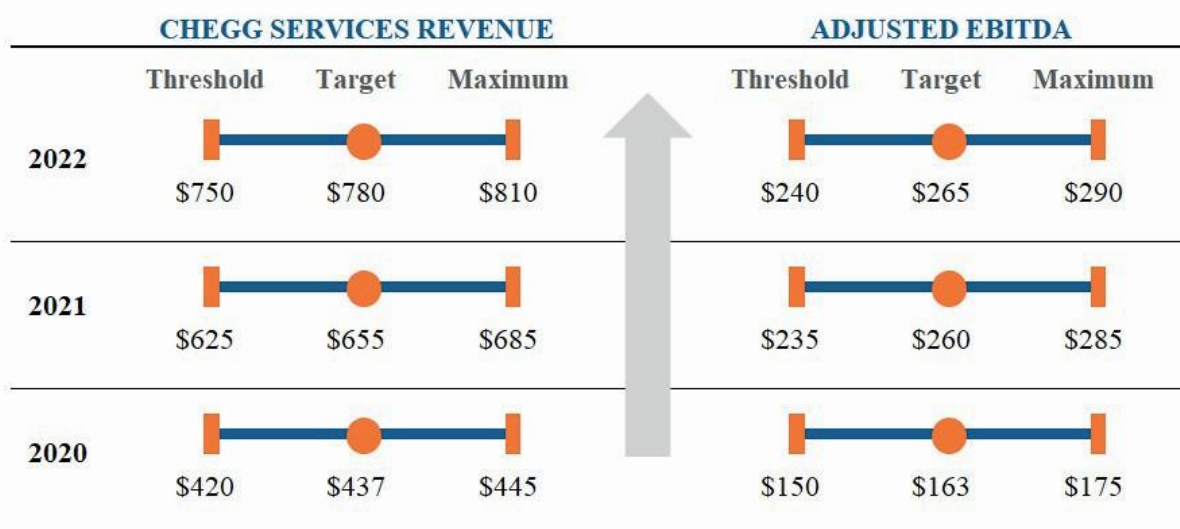 CHEGG SERVICES REVENUE ADJUSTED EBITDA
Threshold Target Maximum Threshold Target Maximum
2022
$750 $780 $810 $240 $265 $290
2021
$625 $655 $685 $235 $260 $285
2020
$420 $437 $445 $150 $163 $175